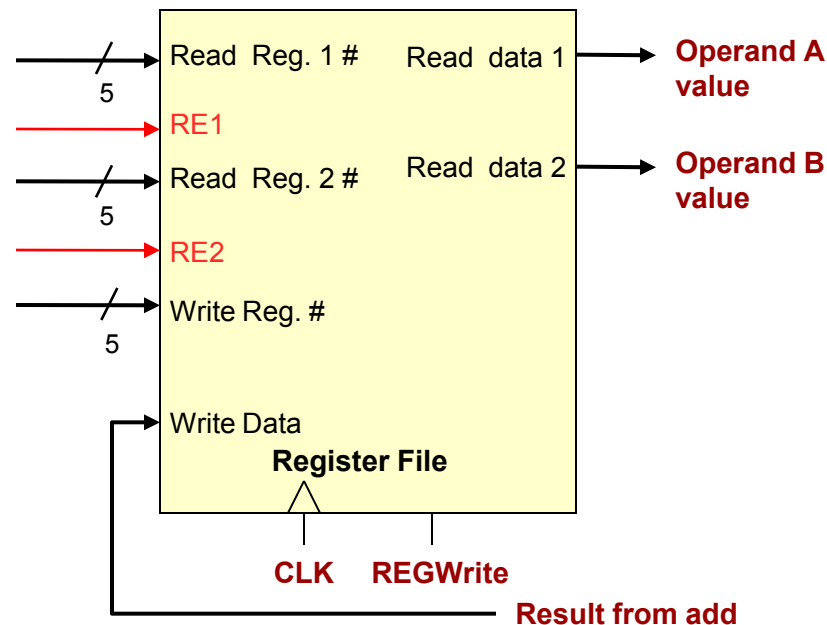 Read Reg. 1 #
Read data 1
Operand A
value
5
RE1
Read Reg. 2 #
Read data 2
Operand B
value
5
RE2
Write Reg. #
5
Write Data
Register File
CLK
REGWrite
Result from add